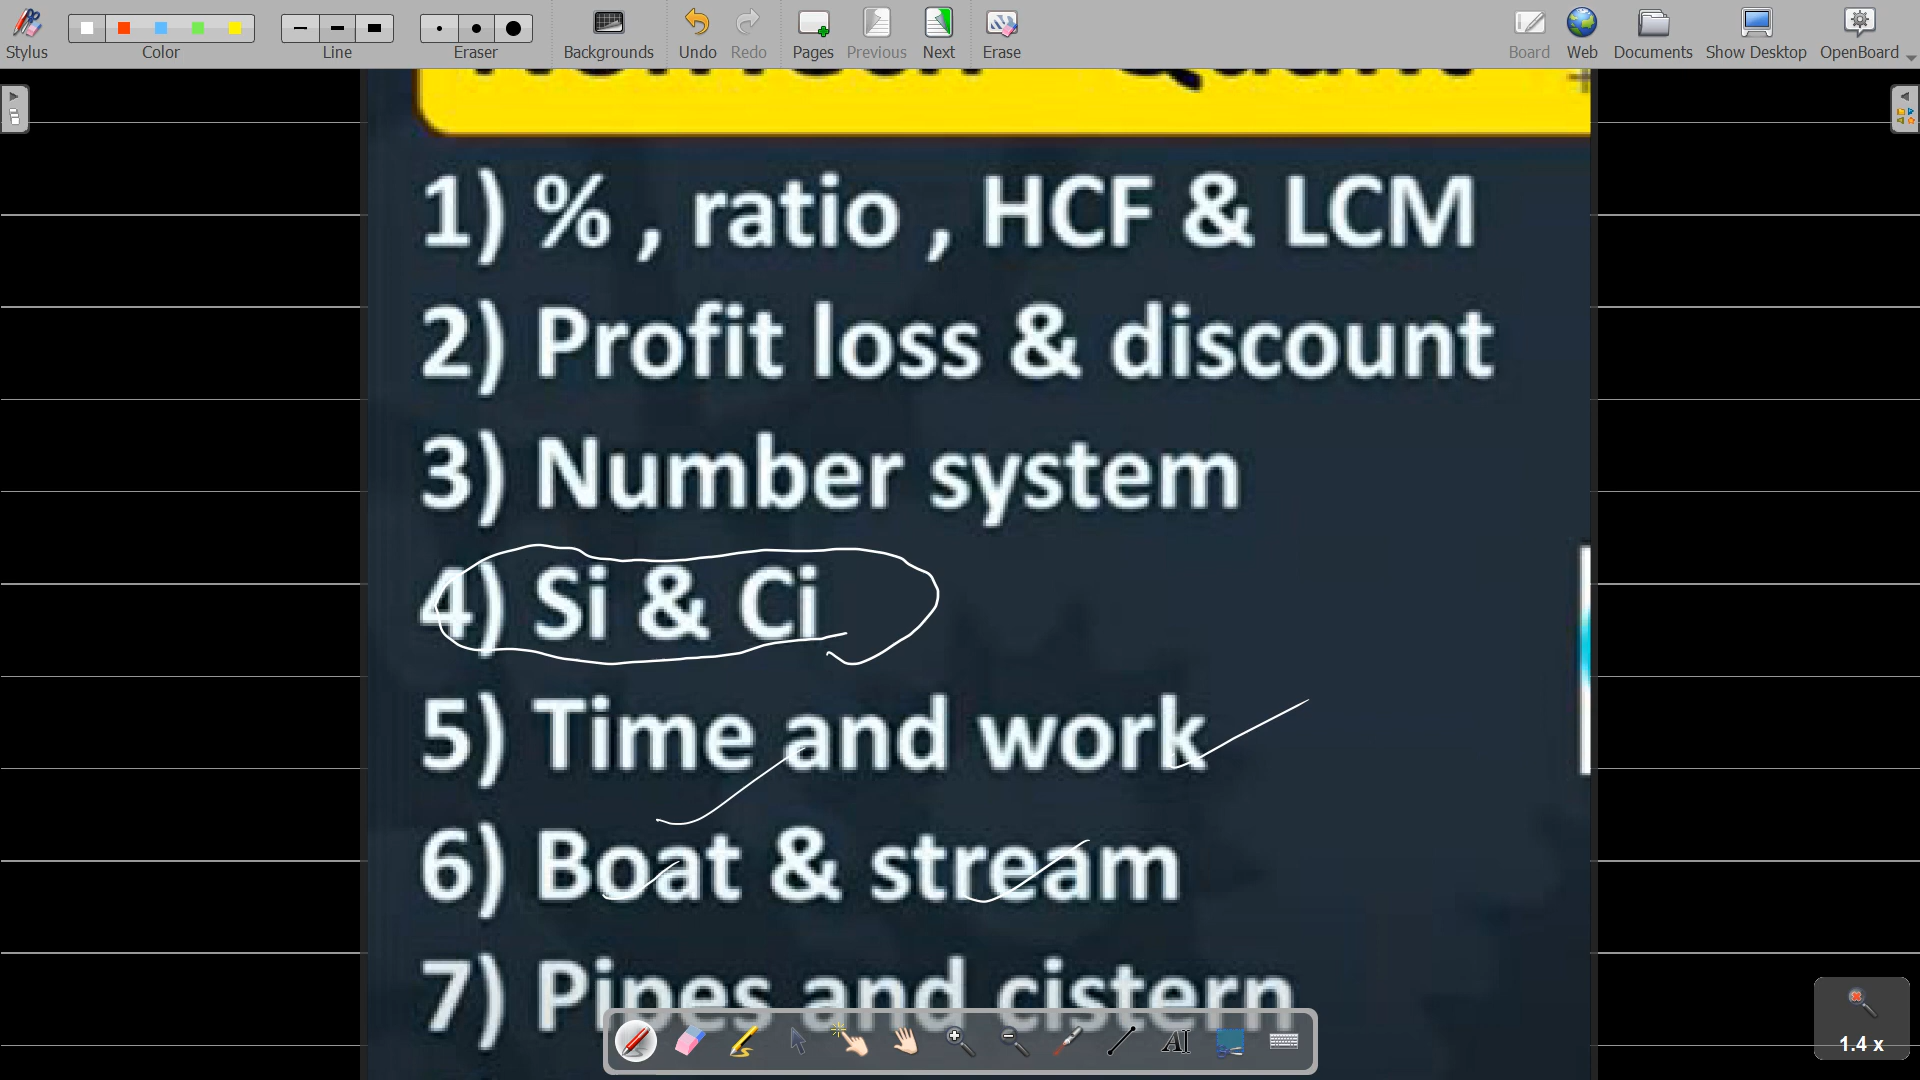 Stylus Color Line Eraser Backgrounds Undo Redo Pages Previous Next Erase Board Web Documents Show Desktop OpenBoard
1) % , ratio , HCF & LCM
2) Profit loss & discount
3) Number system
4) Si & Ci
5) Time and work
6) Boat & stream
7) Pipes and cistern
AI
1.4 x